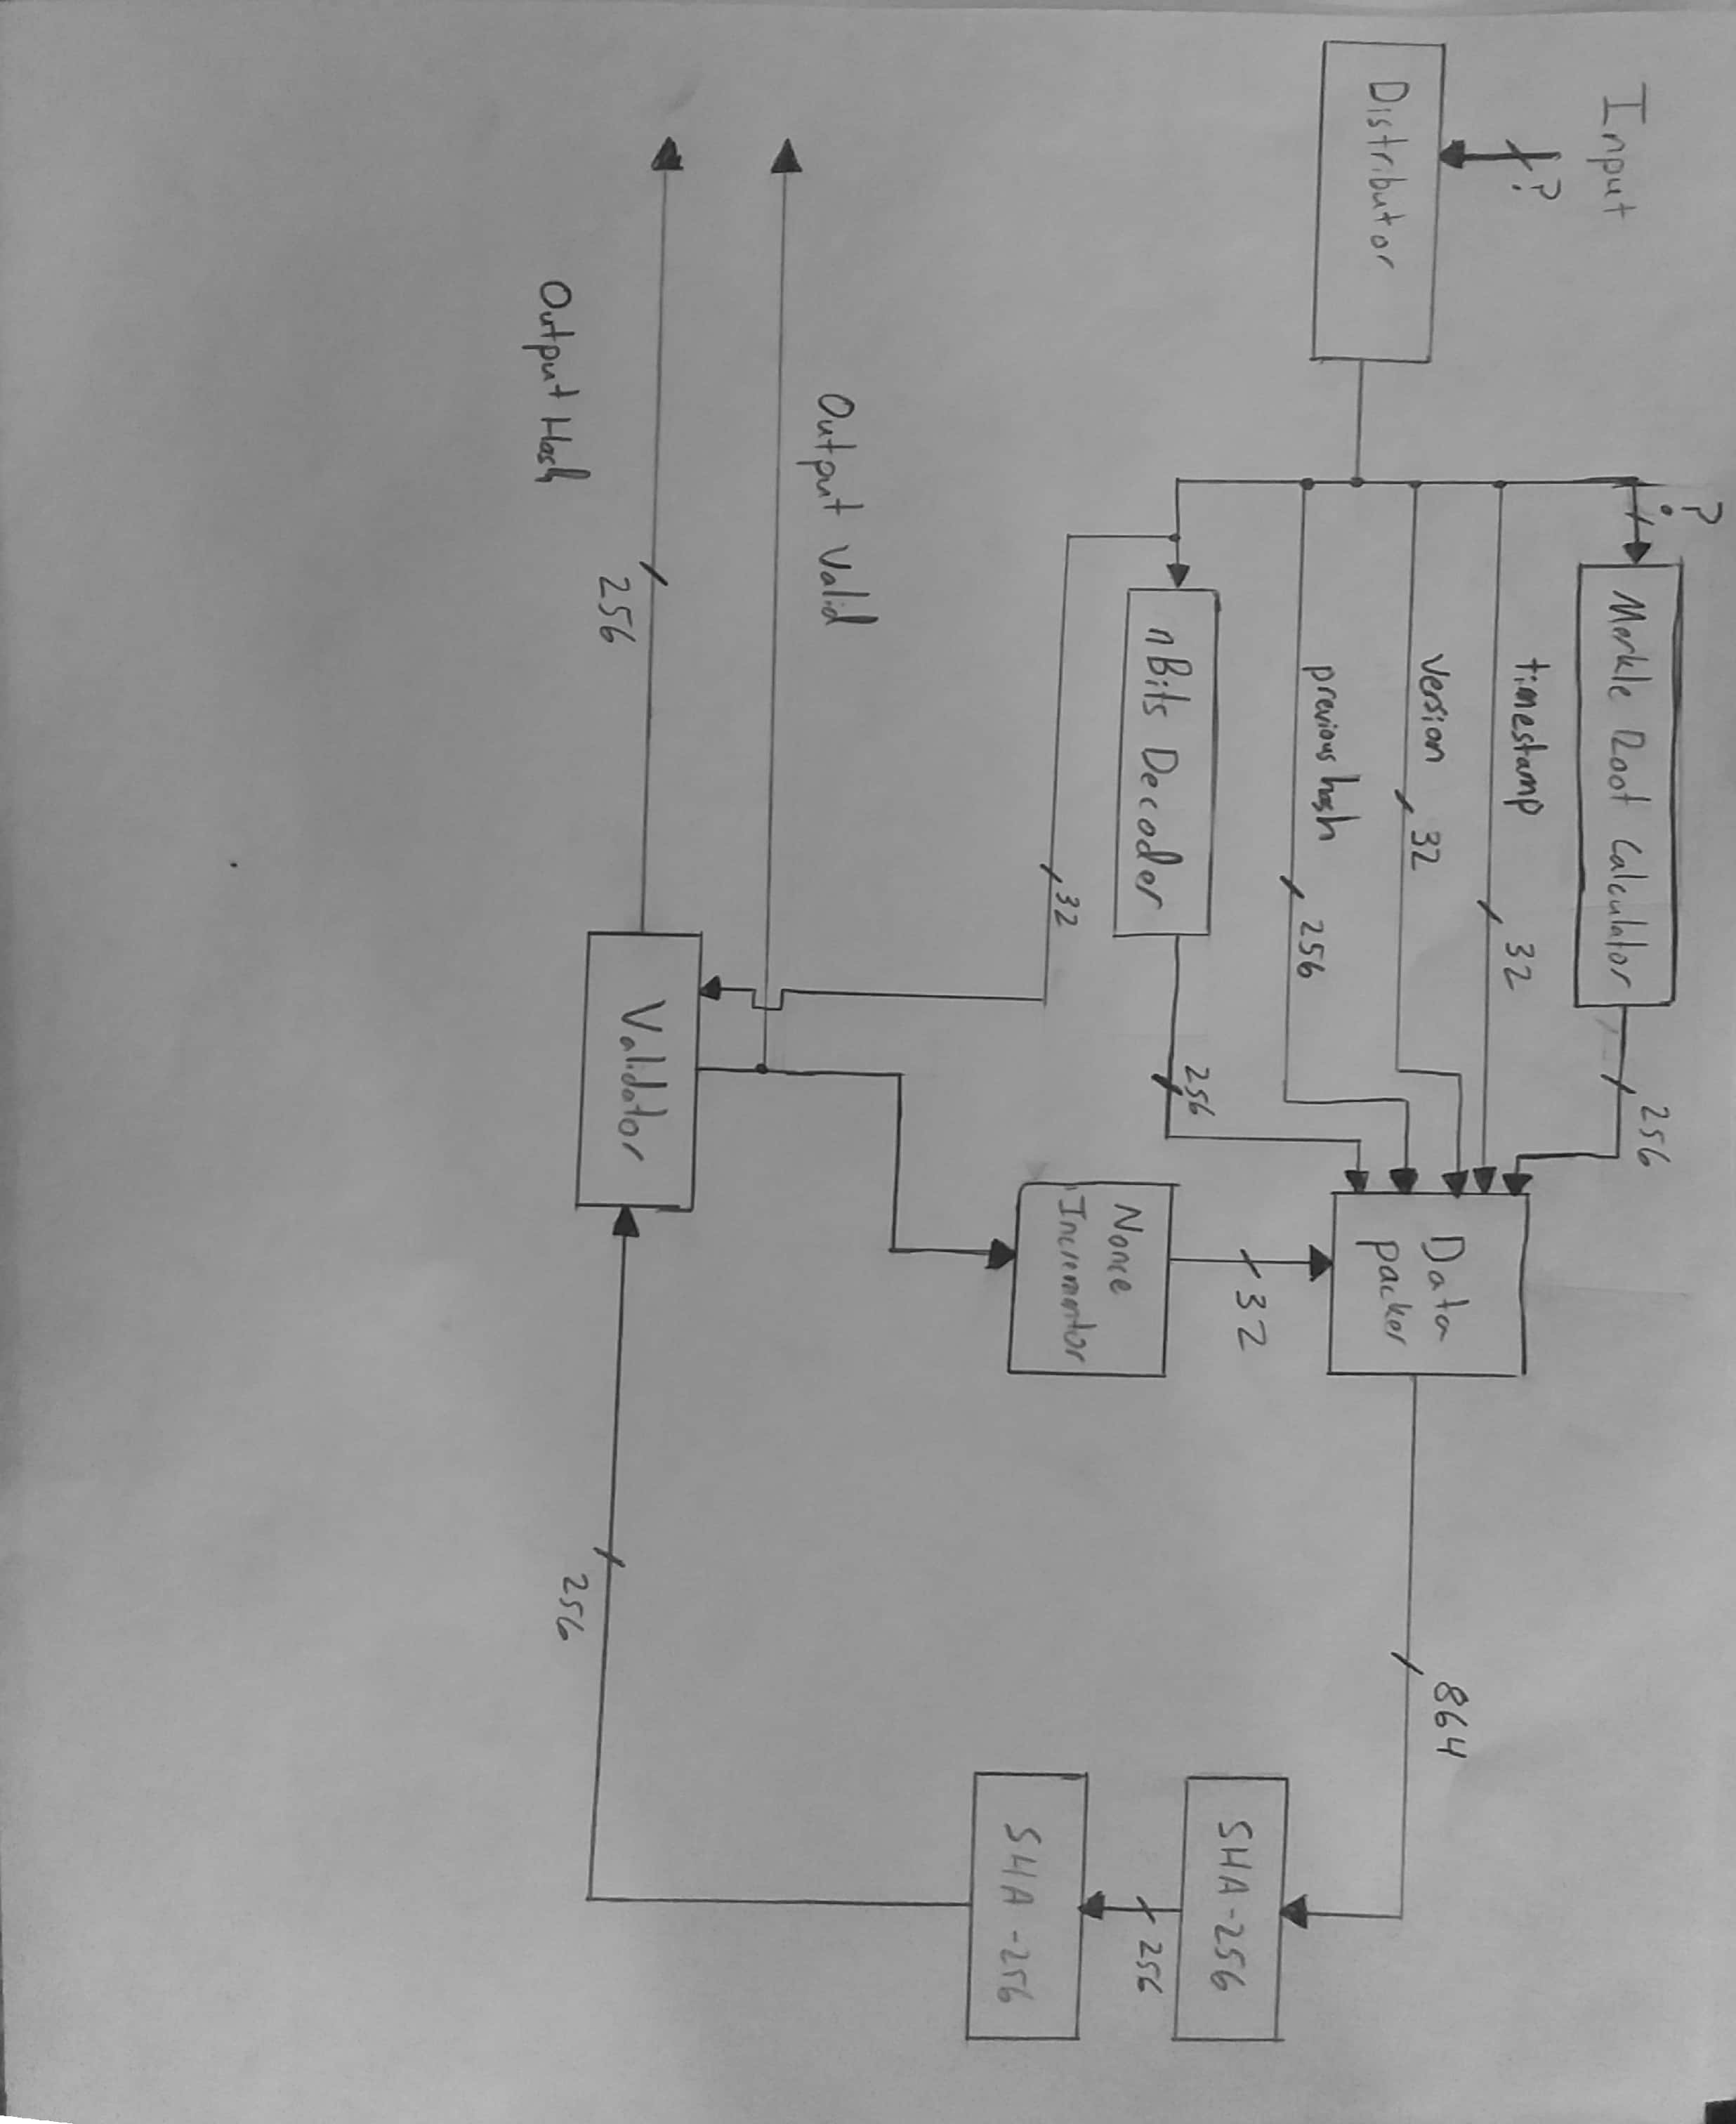 Input
?
Distributor
?
Merkle Root Calculator
256
timestamp
32
version
32
previous hash
256
nBits Decoder
256
32
Data
packer
864
Nonce
Incrementor
32
SHA-256
256
SHA-256
Output Valid
Validator
256
Output Hash
256